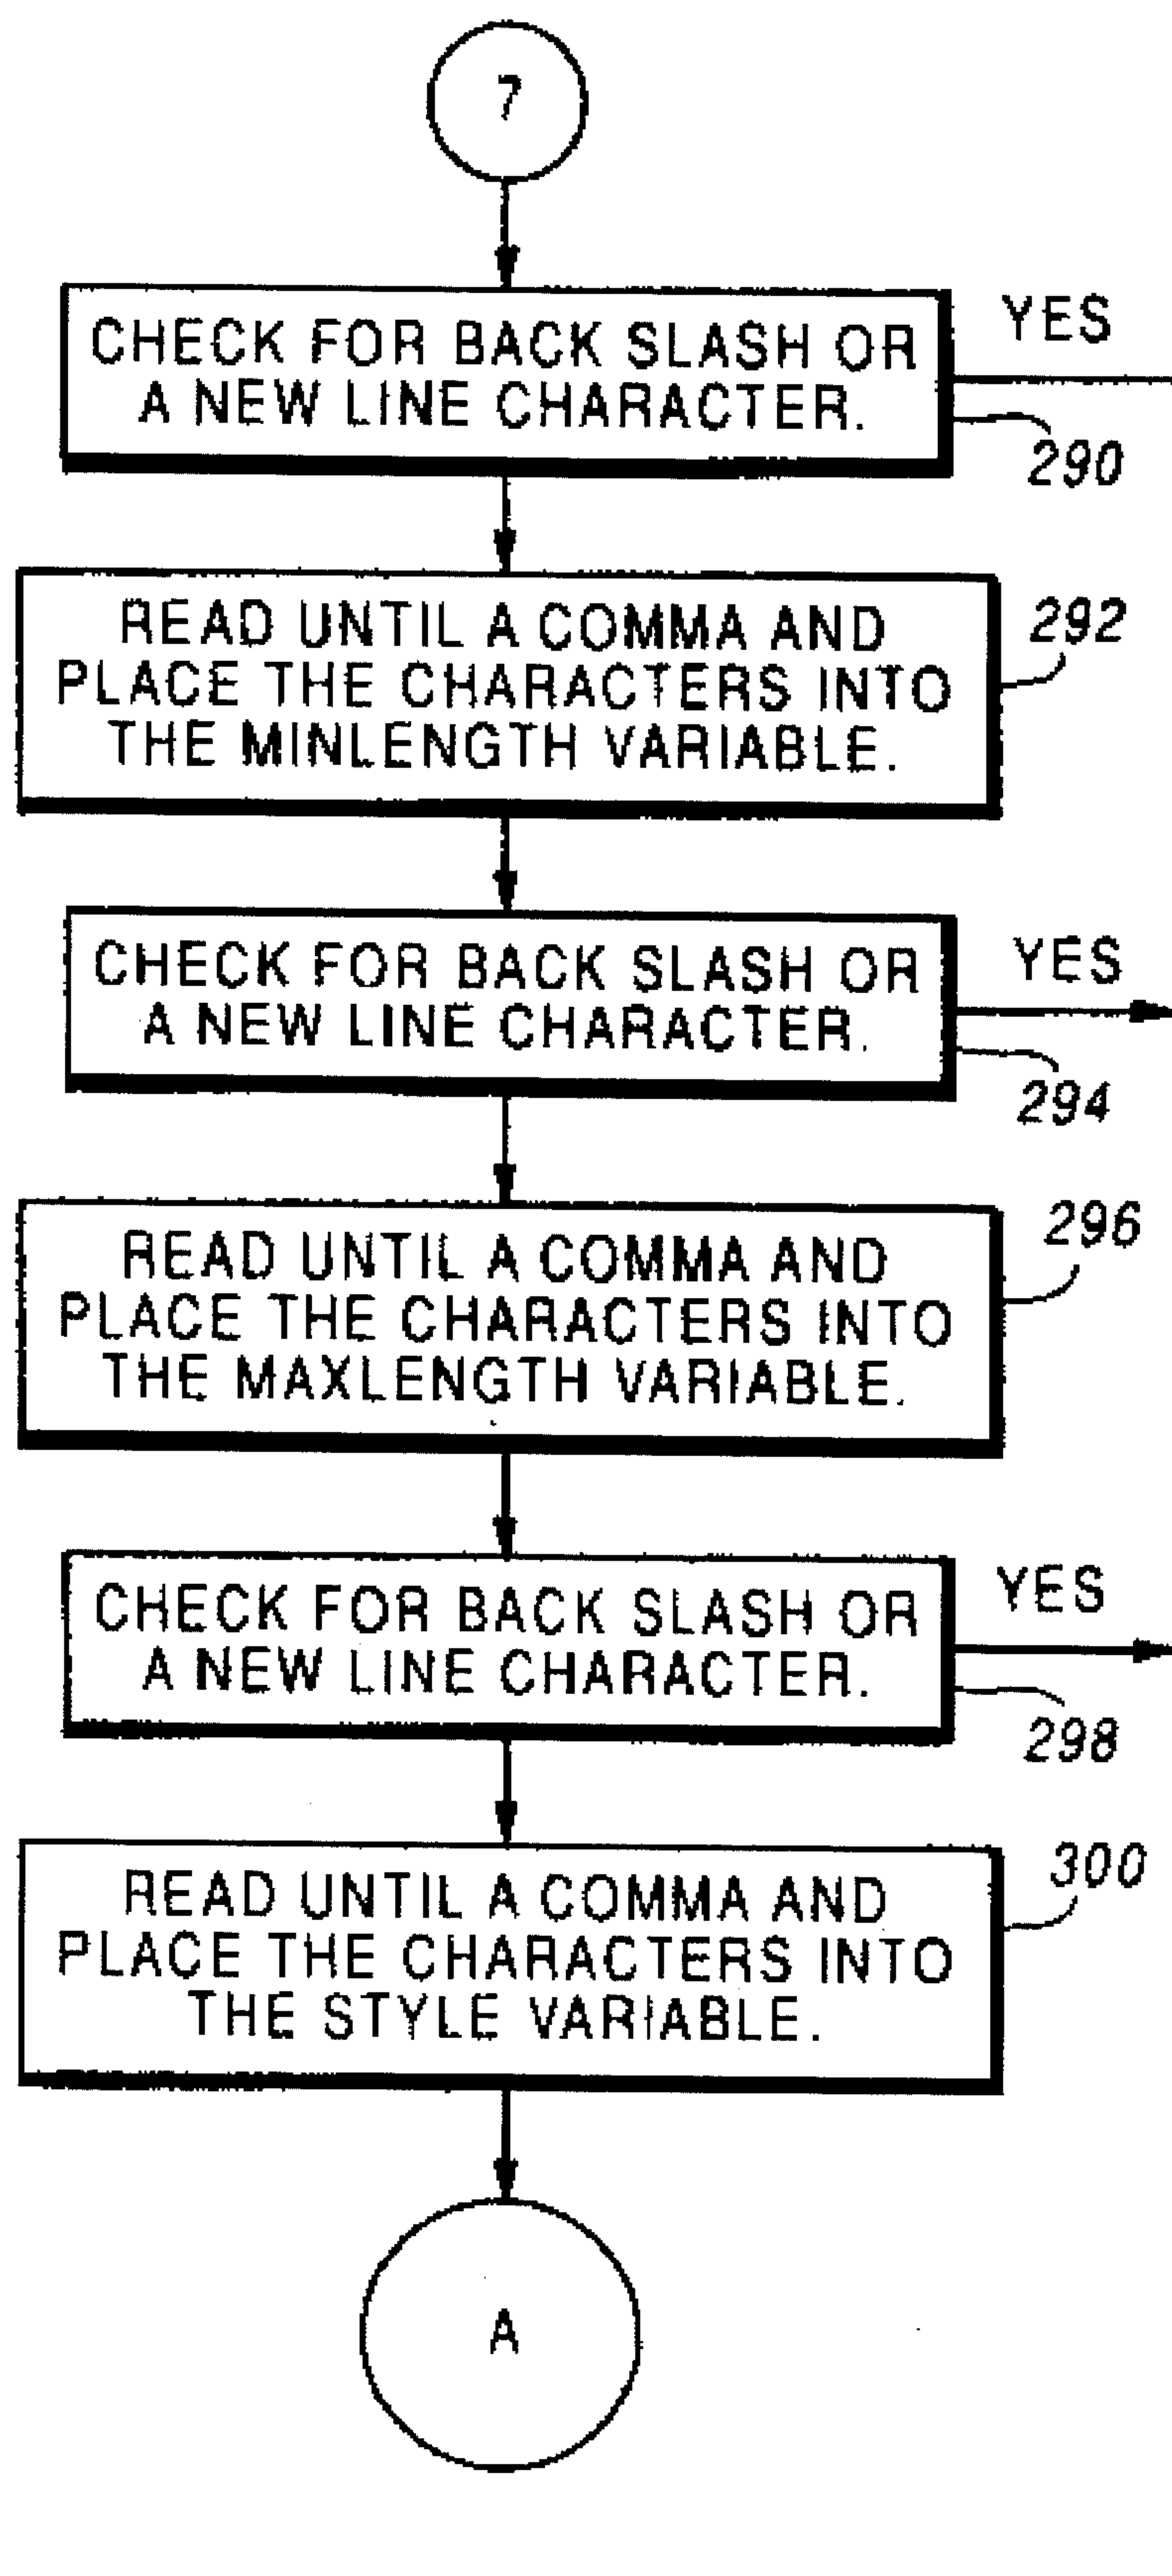 7
CHECK FOR BACK SLASH OR
A NEW LINE CHARACTER.
YES
290
READ UNTIL A COMMA AND
PLACE THE CHARACTERS INTO
THE MINLENGTH VARIABLE.
292
CHECK FOR BACK SLASH OR
A NEW LINE CHARACTER.
YES
294
READ UNTIL A COMMA AND
PLACE THE CHARACTERS INTO
THE MAXLENGTH VARIABLE.
296
CHECK FOR BACK SLASH OR
A NEW LINE CHARACTER.
YES
298
READ UNTIL A COMMA AND
PLACE THE CHARACTERS INTO
THE STYLE VARIABLE.
300
A